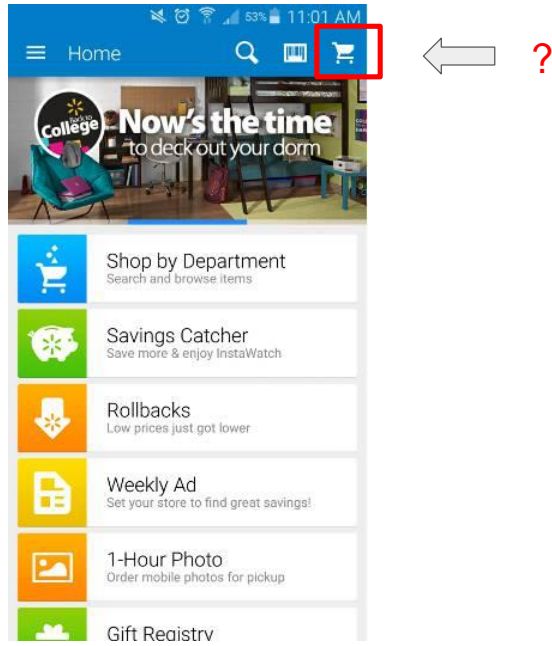 53% 11:01 AM
Home
?
Back to
College
Now's the time
to deck out your dorm
Shop by Department
Search and browse items
Savings Catcher
Save more & enjoy InstaWatch
Rollbacks
Low prices just got lower
Weekly Ad
Set your store to find great savings!
1-Hour Photo
Order mobile photos for pickup
Gift Registry